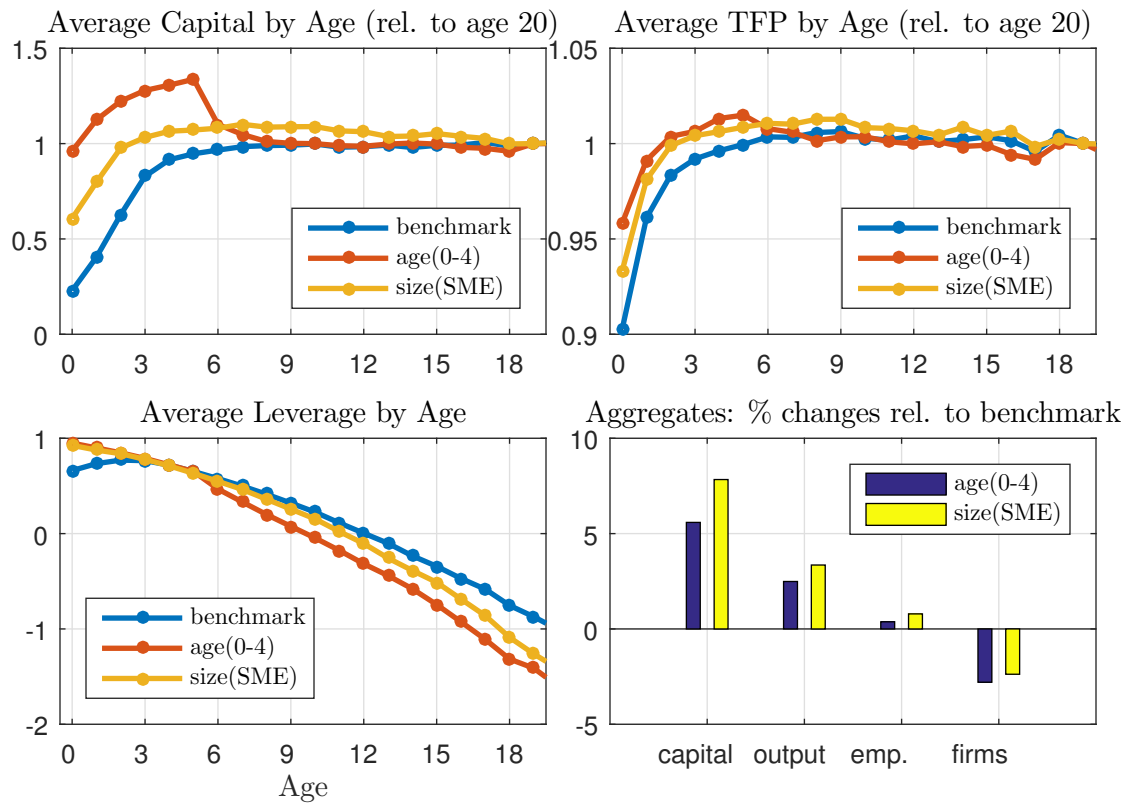 Average Capital by Age (rel. to age 20)
1.5
1
0.5
0
benchmark
age(0-4)
size(SME)
0 3 6 9 12 15 18
Average TFP by Age (rel. to age 20)
1.05
1
0.95
0.9
benchmark
age(0-4)
size(SME)
0 3 6 9 12 15 18
Average Leverage by Age
1
0
-1
-2
benchmark
age(0-4)
size(SME)
0 3 6 9 12 15 18
Age
Aggregates: % changes rel. to benchmark
10
5
0
-5
age(0-4)
size(SME)
capital output emp. firms